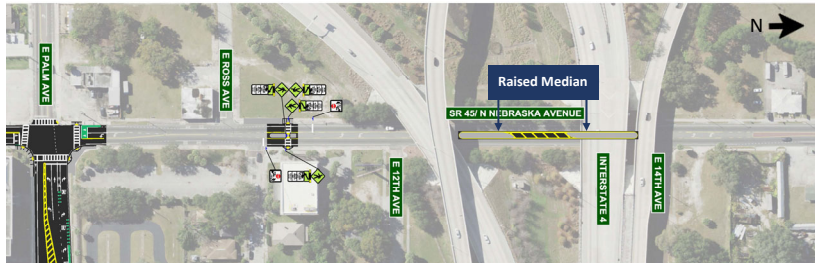 N
E PALM AVE
E ROSS AVE
Raised Median
SR 45/ N NEBRASKA AVENUE
E 12TH AVE
INTERSTATE 4
E 14TH AVE